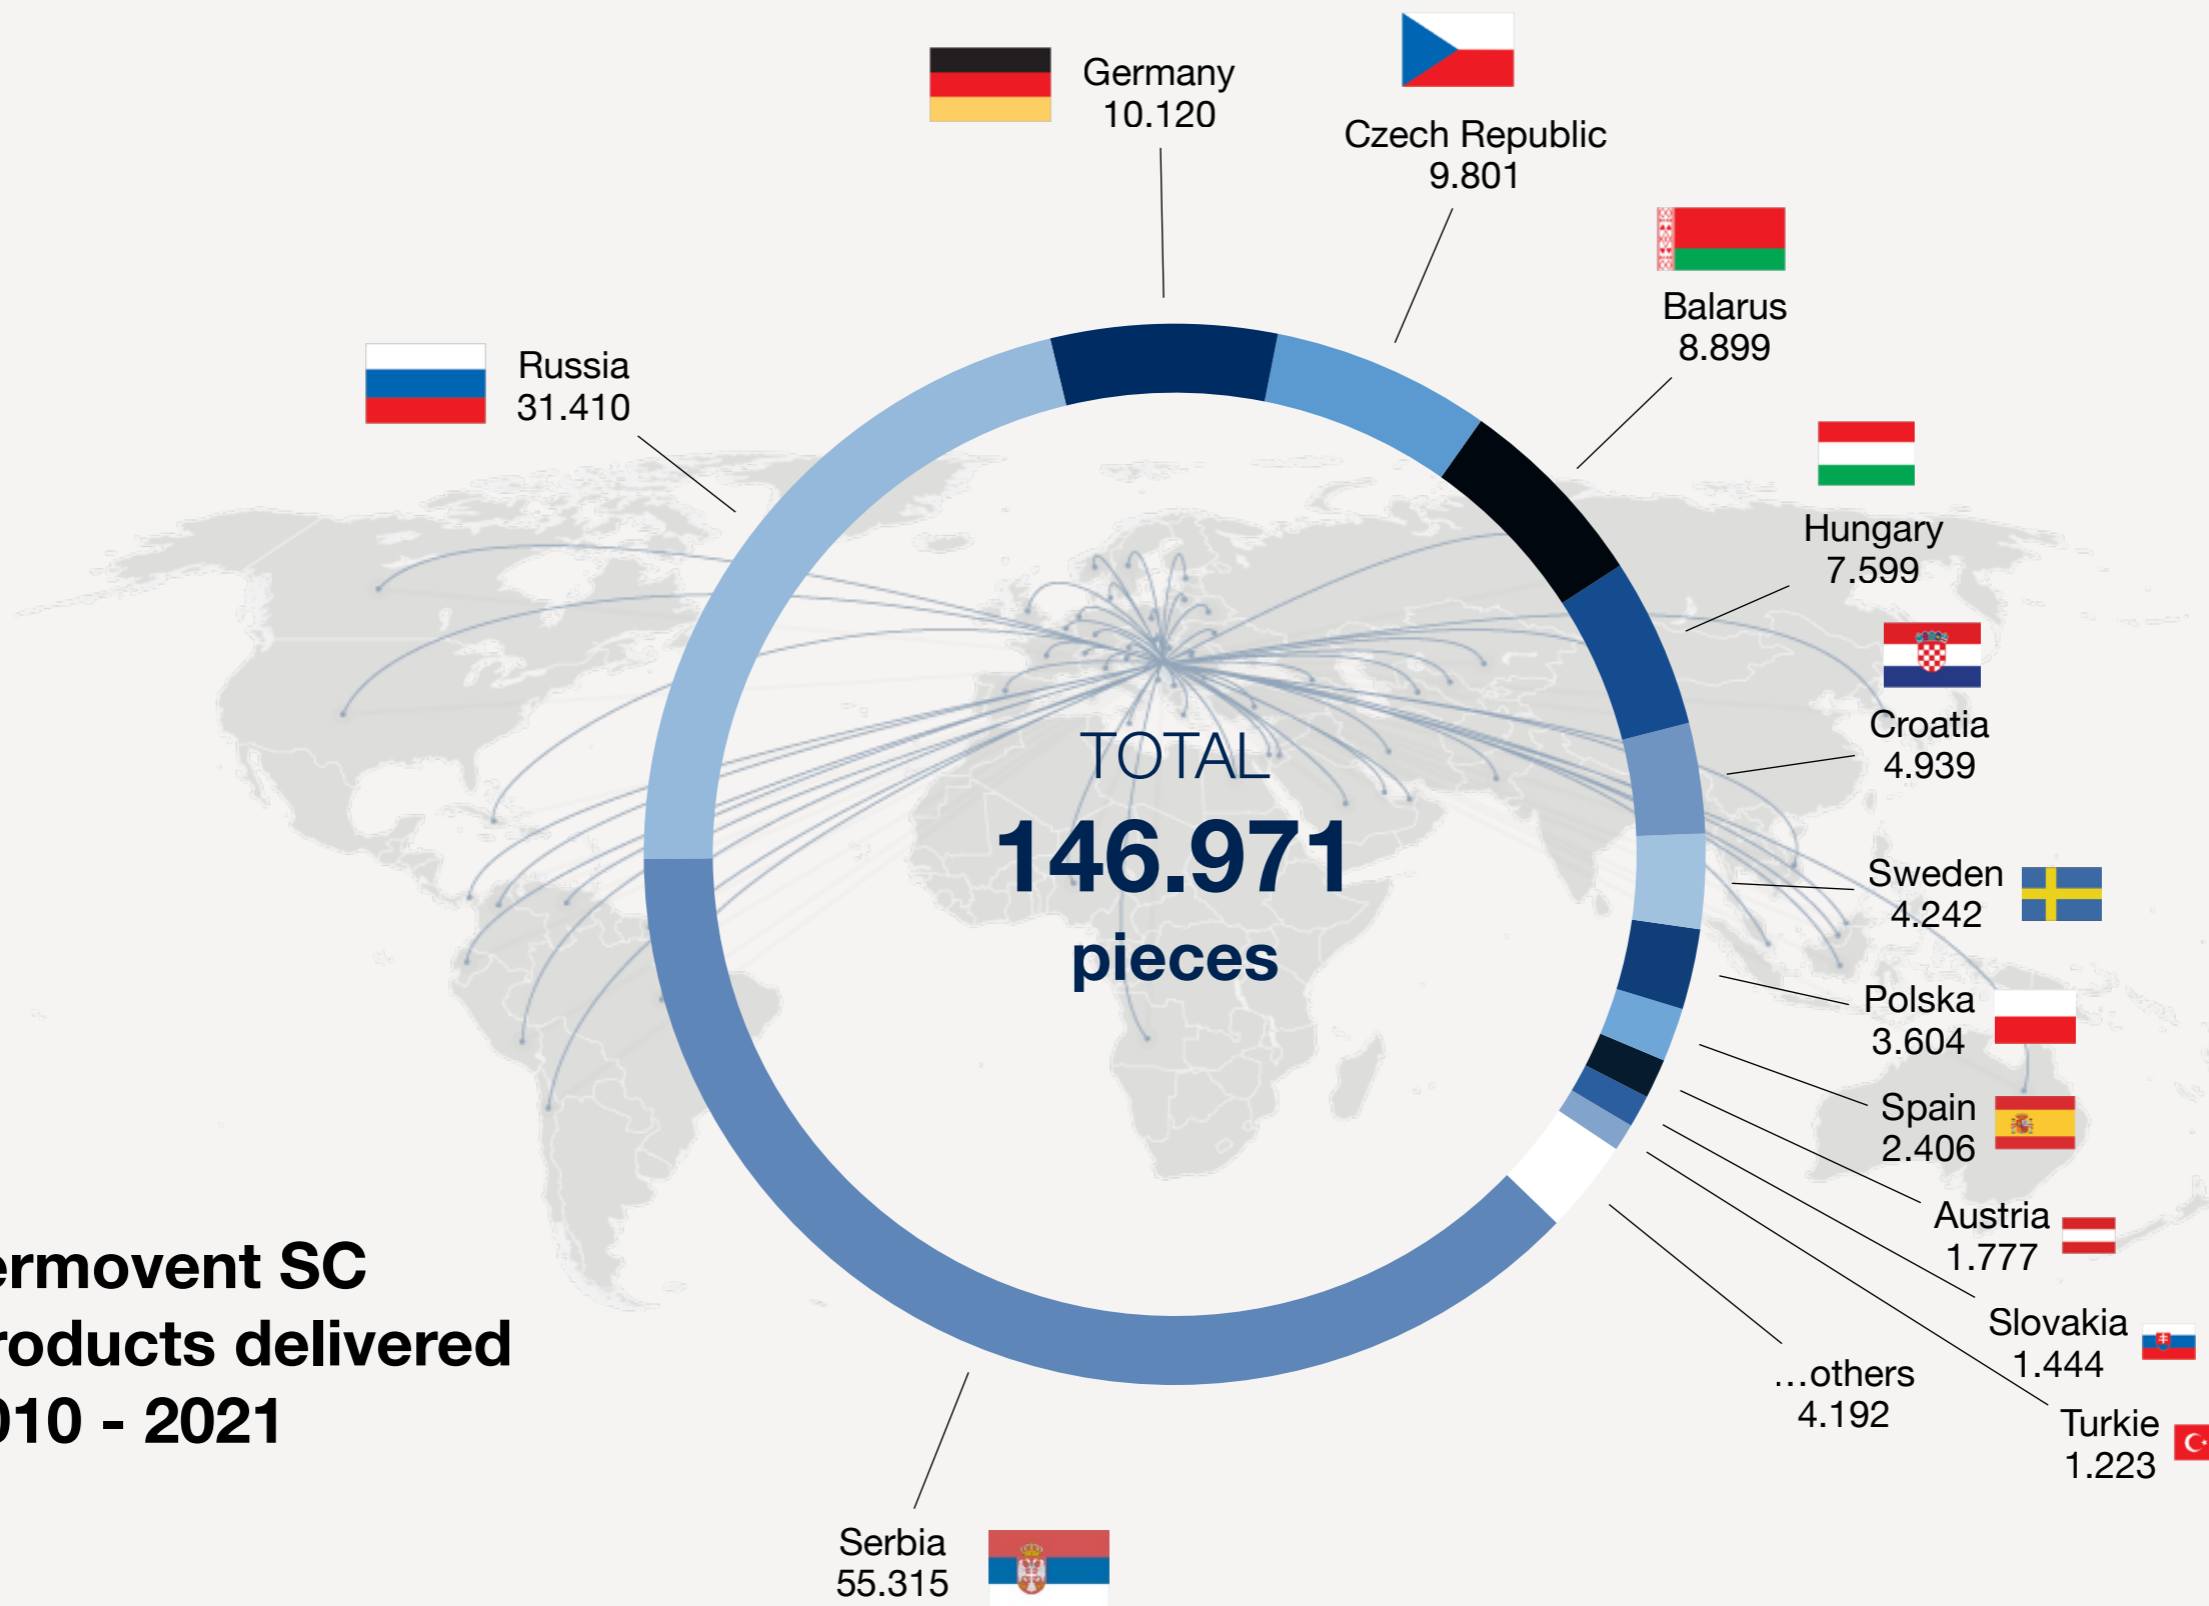 Germany
10.120
Czech Republic
9.801
Balarus
8.899
Russia
31.410
Hungary
7.599
Croatia
4.939
TOTAL
146.971
pieces
Sweden
4.242
Polska
3.604
Spain
2.406
Austria
1.777
Slovakia
1.444
...others
4.192
Turkie
1.223
ermovent SC
roducts delivered
010 - 2021
Serbia
55.315